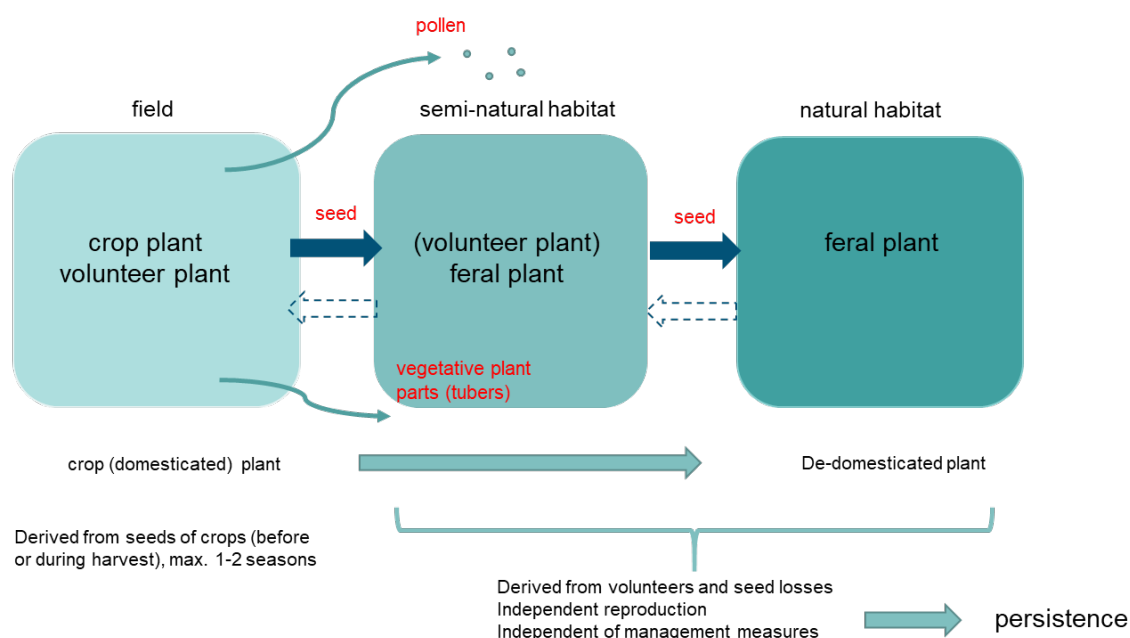 pollen
field
semi-natural habitat
natural habitat
crop plant
volunteer plant
seed
(volunteer plant)
feral plant
seed
feral plant
vegetative plant
parts (tubers)
crop (domesticated) plant
De-domesticated plant
Derived from seeds of crops (before
or during harvest), max. 1-2 seasons
Derived from volunteers and seed losses
Independent reproduction
Independent of management measures
persistence